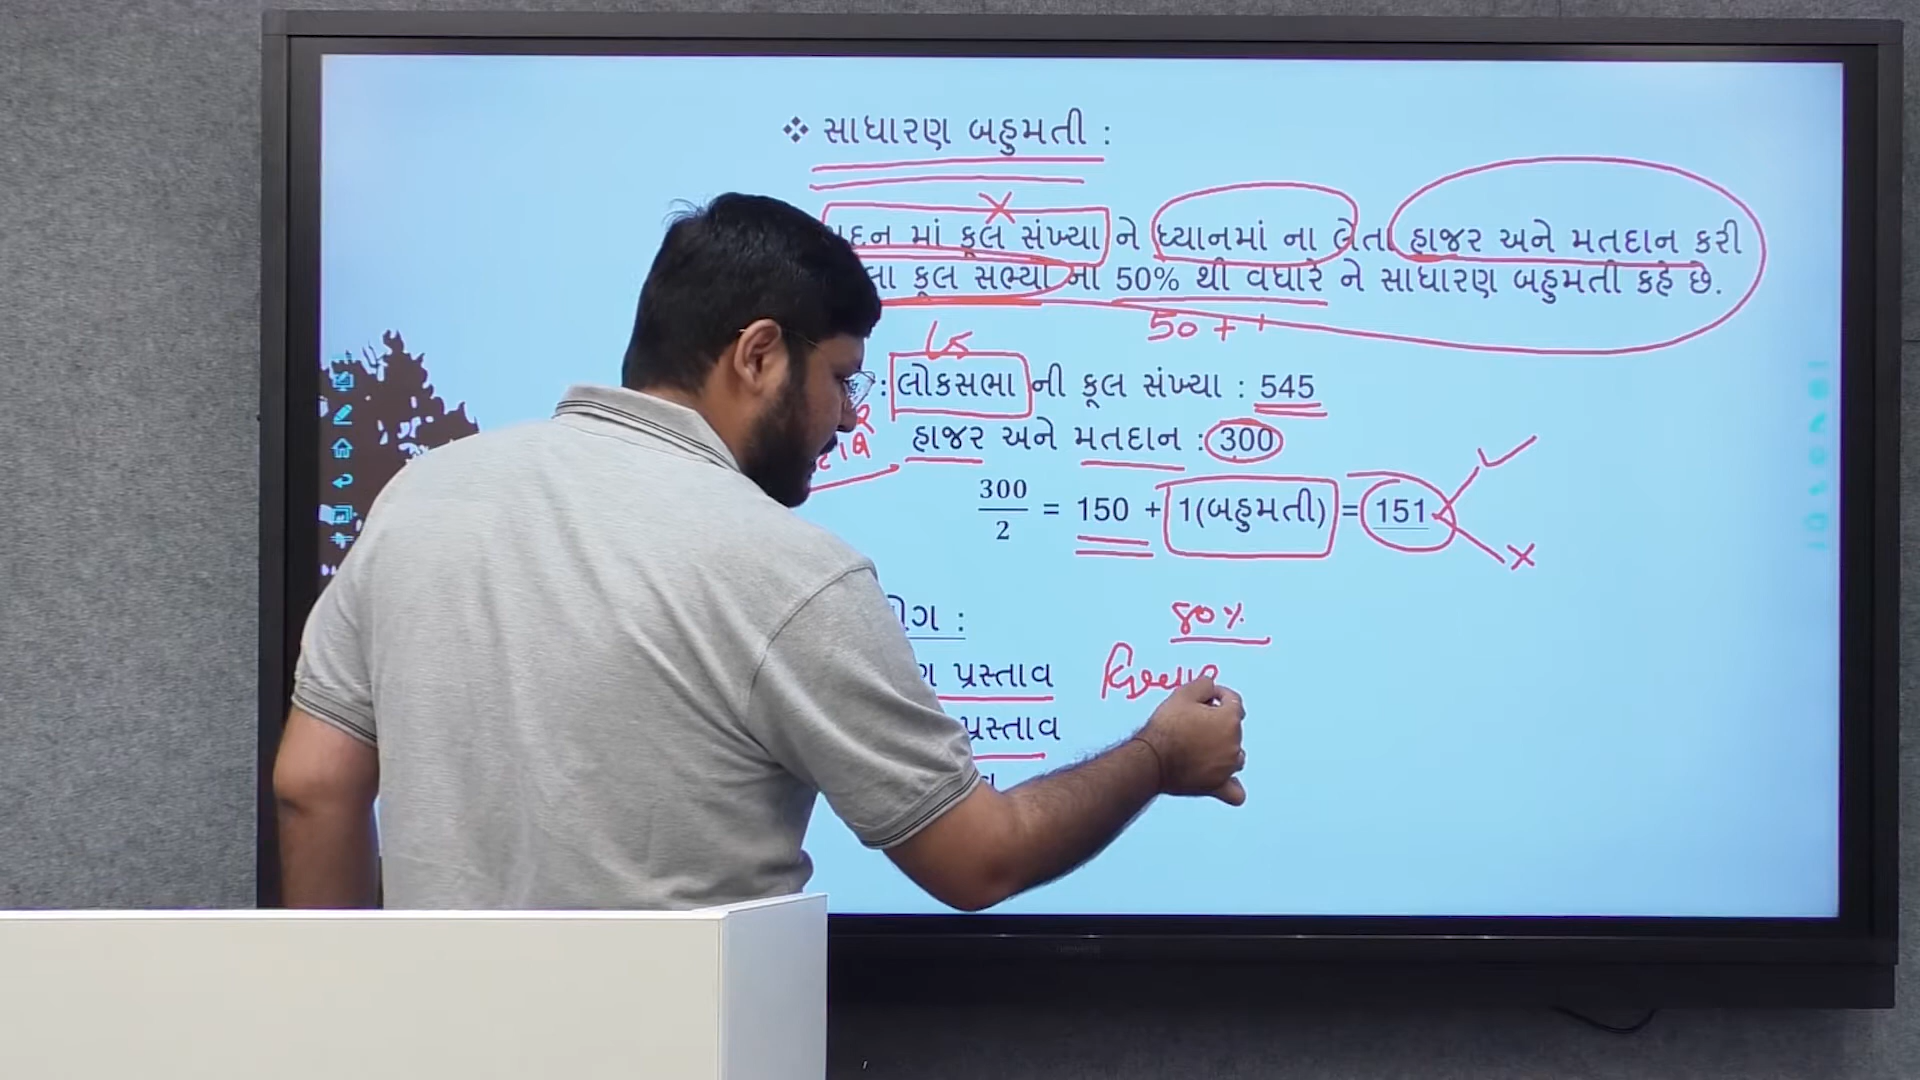 ❖ સાધારણ બહુમતી :
માં કૂલ સંખ્યા ને ધ્યાનમાં ના લેતા હાજર અને મતદાન કરી
કૂલ સભ્યો ના 50% થી વધારે ને સાધારણ બહુમતી કહે છે.
50 + 1
LS
: લોકસભા ની કૂલ સંખ્યા : 545
હાજર અને મતદાન : 300
300/2 = 150 + 1(બહુમતી) = 151
80%
પ્રસ્તાવ
પ્રસ્તાવ